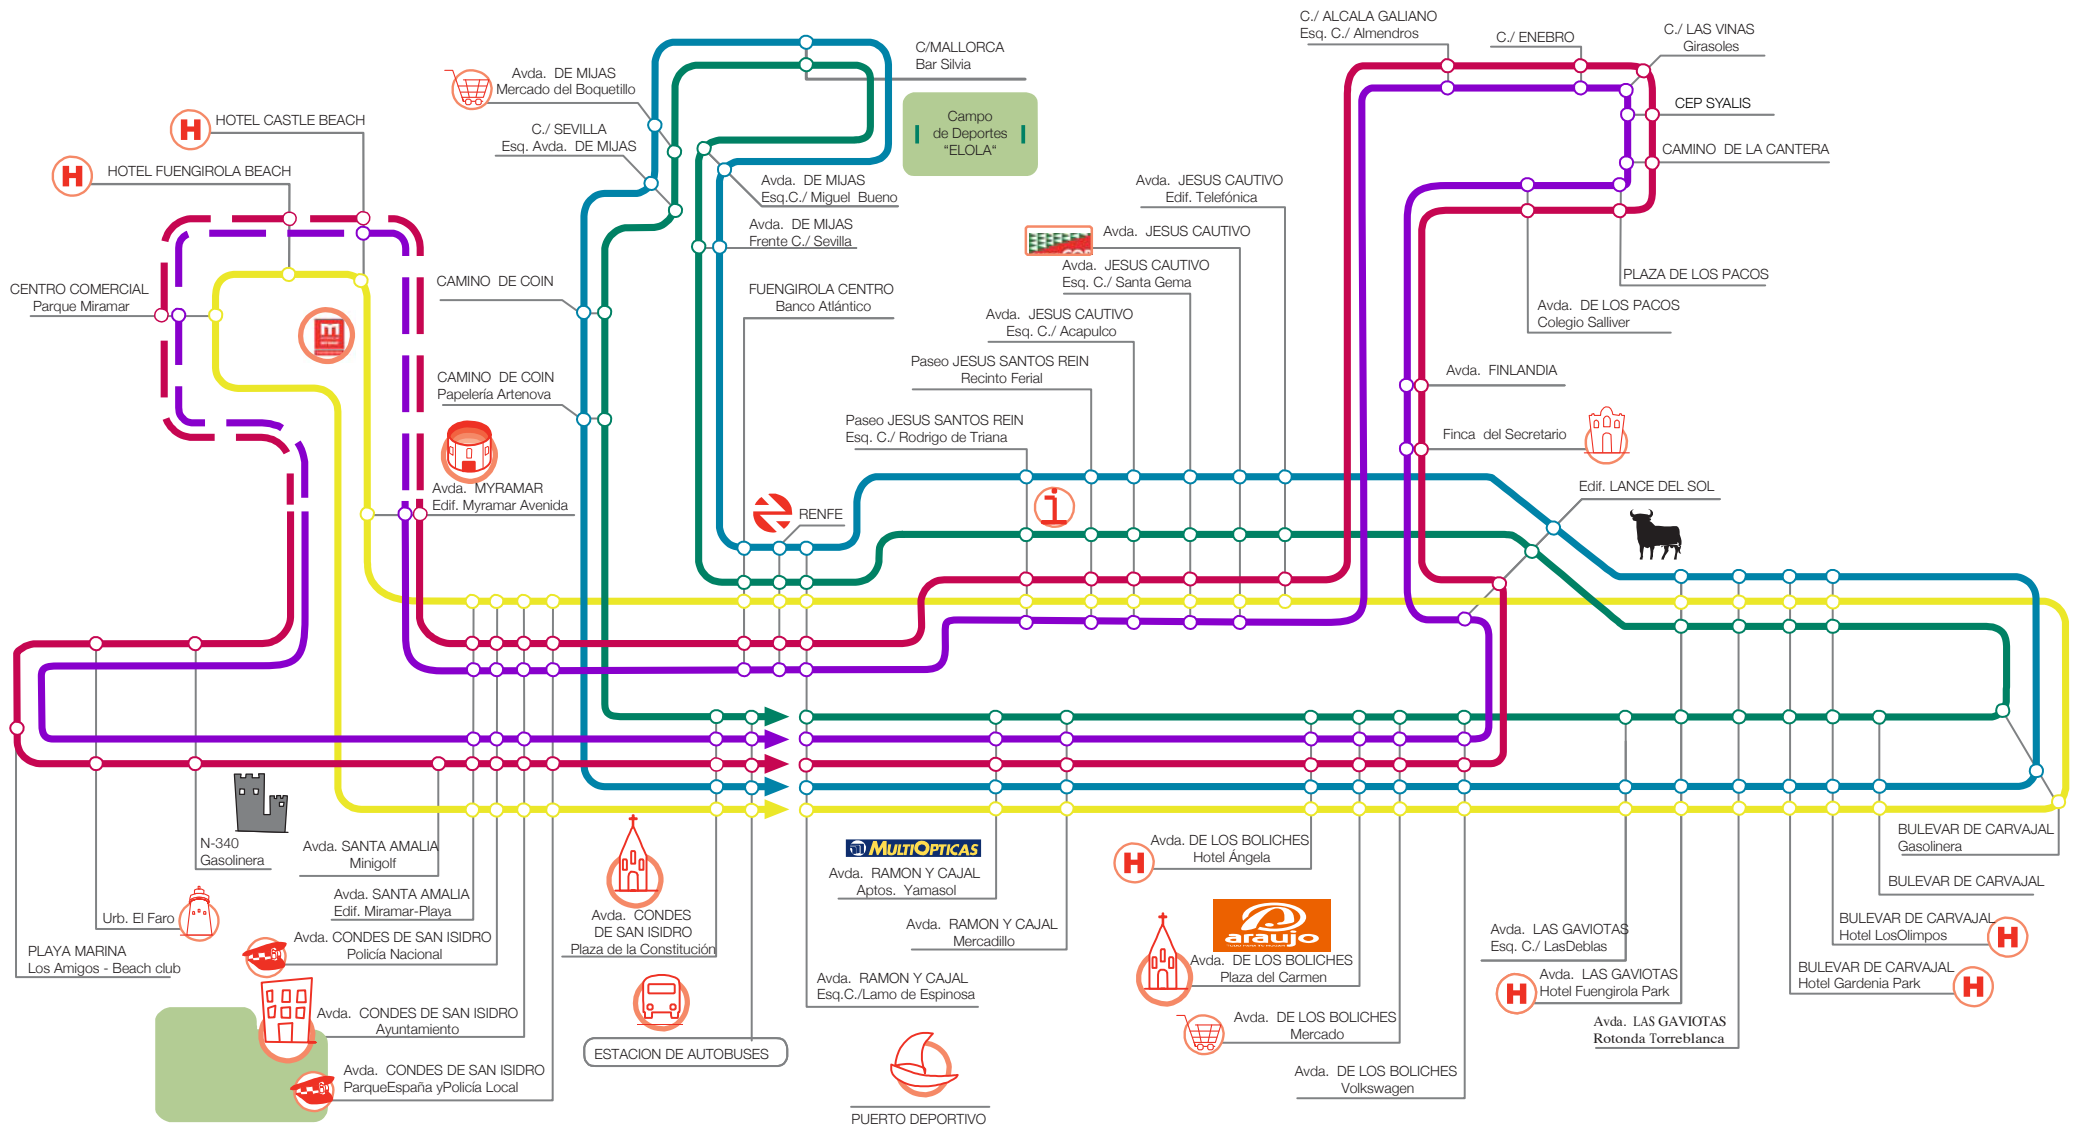 C./ ALCALA GALIANO
Esq. C./ Almendros
C./ ENEBRO
C./ LAS VINAS
Girasoles
C/MALLORCA
Bar Silvia
Avda. DE MIJAS
Mercado del Boquetillo
CEP SYALIS
HOTEL CASTLE BEACH
C./ SEVILLA
Esq. Avda. DE MIJAS
Campo
de Deportes
“ELOLA“
CAMINO DE LA CANTERA
HOTEL FUENGIROLA BEACH
Avda. DE MIJAS
Esq.C./ Miguel Bueno
Avda. JESUS CAUTIVO
Edif. Telefónica
Avda. DE MIJAS
Frente C./ Sevilla
Avda. JESUS CAUTIVO
Avda. JESUS CAUTIVO
Esq. C./ Santa Gema
PLAZA DE LOS PACOS
CENTRO COMERCIAL
Parque Miramar
CAMINO DE COIN
FUENGIROLA CENTRO
Banco Atlántico
Avda. JESUS CAUTIVO
Esq. C./ Acapulco
Avda. DE LOS PACOS
Colegio Salliver
Paseo JESUS SANTOS REIN
Recinto Ferial
Avda. FINLANDIA
CAMINO DE COIN
Papelería Artenova
Paseo JESUS SANTOS REIN
Esq. C./ Rodrigo de Triana
Finca del Secretario
Avda. MYRAMAR
Edif. Myramar Avenida
Edif. LANCE DEL SOL
RENFE
N-340
Gasolinera
Avda. SANTA AMALIA
Minigolf
MULTIOPTICAS
Avda. RAMON Y CAJAL
Aptos. Yamasol
Avda. DE LOS BOLICHES
Hotel Ángela
BULEVAR DE CARVAJAL
Gasolinera
BULEVAR DE CARVAJAL
Avda. SANTA AMALIA
Edif. Miramar-Playa
Urb. El Faro
Avda. CONDES
DE SAN ISIDRO
Plaza de la Constitución
Avda. RAMON Y CAJAL
Mercadillo
araujo
Avda. LAS GAVIOTAS
Esq. C./ LasDeblas
BULEVAR DE CARVAJAL
Hotel LosOlimpos
Avda. CONDES DE SAN ISIDRO
Policía Nacional
PLAYA MARINA
Los Amigos - Beach club
Avda. DE LOS BOLICHES
Plaza del Carmen
Avda. LAS GAVIOTAS
Hotel Fuengirola Park
BULEVAR DE CARVAJAL
Hotel Gardenia Park
Avda. RAMON Y CAJAL
Esq.C./Lamo de Espinosa
Avda. CONDES DE SAN ISIDRO
Ayuntamiento
Avda. DE LOS BOLICHES
Mercado
Avda. LAS GAVIOTAS
Rotonda Torreblanca
ESTACION DE AUTOBUSES
Avda. CONDES DE SAN ISIDRO
ParqueEspaña yPolicía Local
Avda. DE LOS BOLICHES
Volkswagen
PUERTO DEPORTIVO